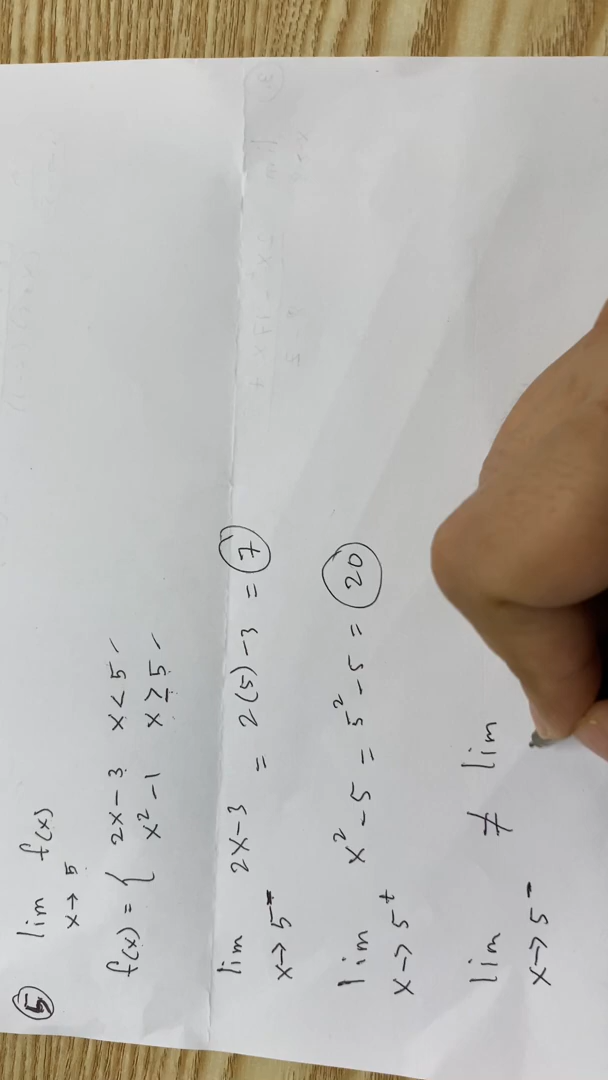 ⑤ lim f(x)
x→5
f(x) = { 2x-3 x<5
x²-1 x≥5
lim 2x-3 = 2(5)-3 = 7
x→5⁻
lim x²-5 = 5²-5 = 20
x→5⁺
lim ≠ lim
x→5⁻